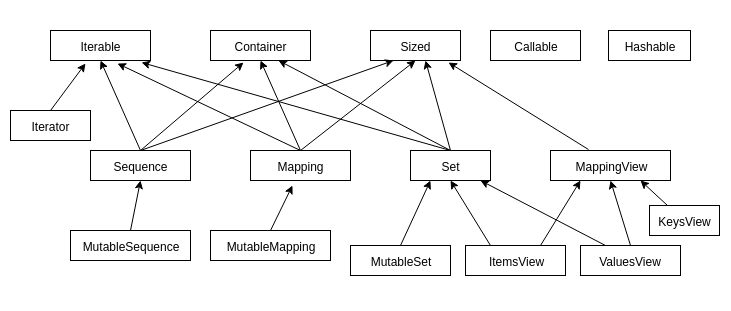 Iterable
Container
Sized
Callable
Hashable
Iterator
Sequence
Mapping
Set
MappingView
KeysView
MutableSequence
MutableMapping
MutableSet
ItemsView
ValuesView